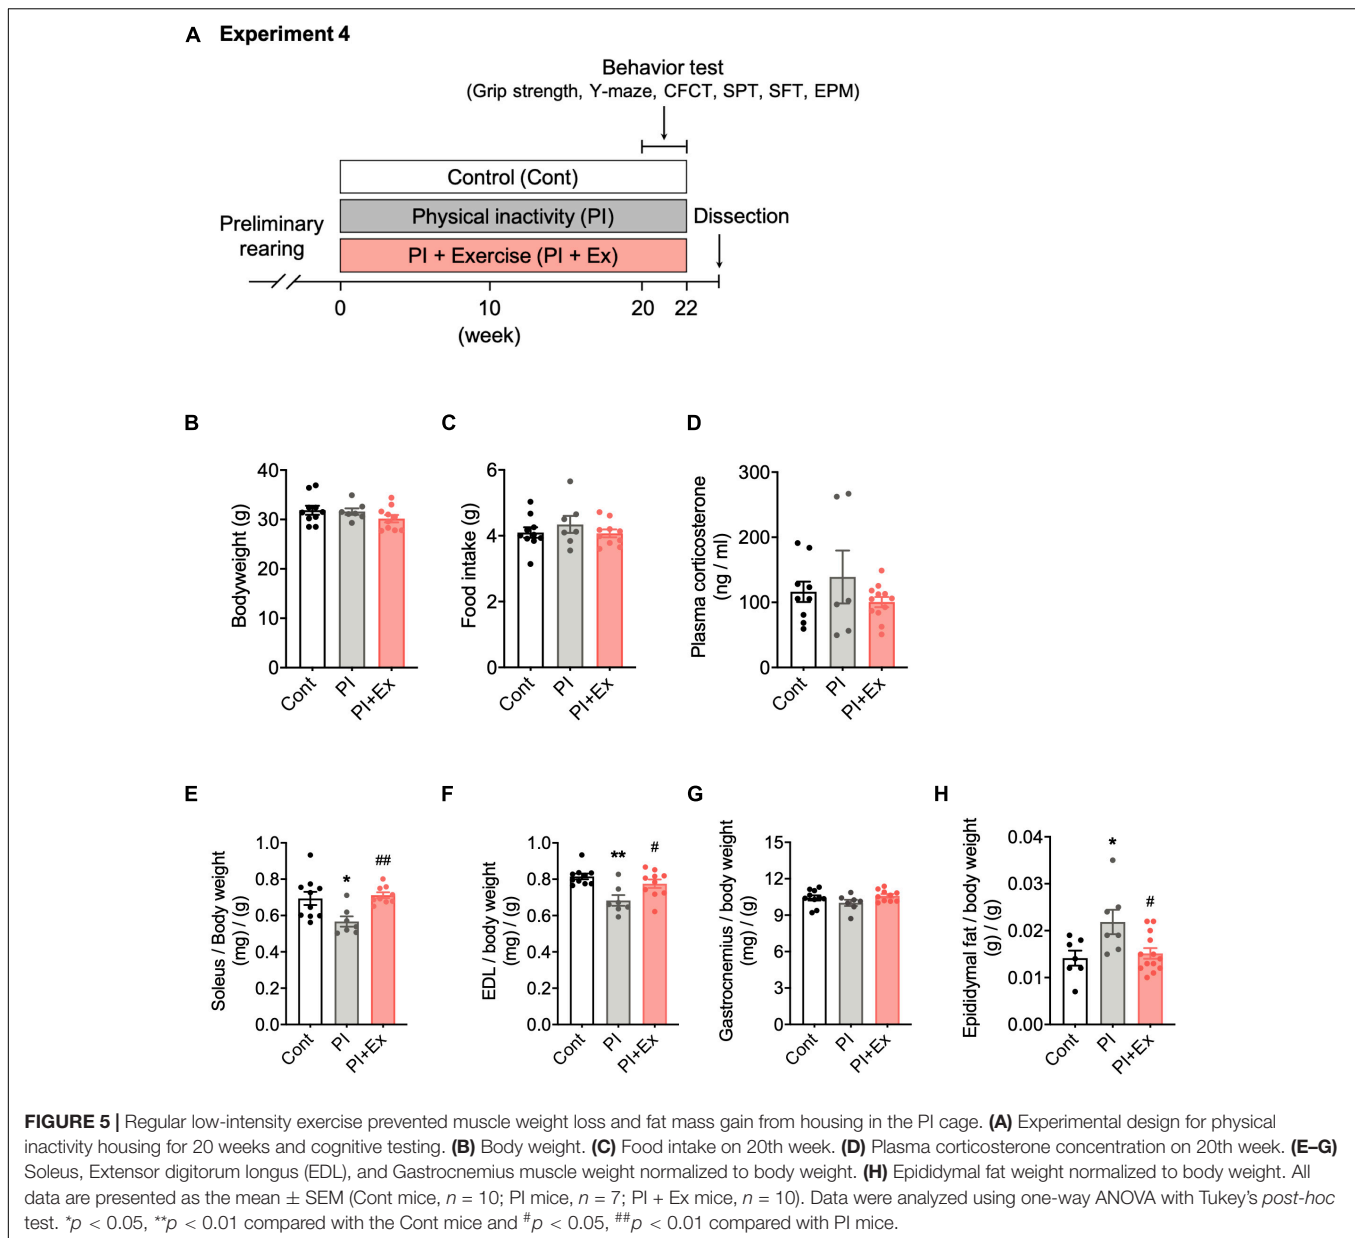 A Experiment 4
Behavior test
(Grip strength, Y-maze, CFCT, SPT, SFT, EPM)
Control (Cont)
Preliminary
rearing
Physical inactivity (PI)
Dissection
PI + Exercise (PI + Ex)
0
10
20
22
(week)
B
Bodyweight (g)
40
30
20
10
0
Cont
PI
PI+Ex
C
Food intake (g)
6
4
2
0
Cont
PI
PI+Ex
D
Plasma corticosterone
(ng / ml)
300
200
100
0
Cont
PI
PI+Ex
E
Soleus / Body weight
(mg) / (g)
1.0
0.8
0.6
0.4
0.2
0.0
*
##
Cont
PI
PI+Ex
F
EDL / body weight
(mg) / (g)
1.0
0.8
0.6
0.4
0.2
0.0
**
#
Cont
PI
PI+Ex
G
Gastrocnemius / body weight
(mg) / (g)
15
12
9
6
3
0
Cont
PI
PI+Ex
H
Epididymal fat / body weight
(g) / (g)
0.04
0.03
0.02
0.01
0.00
*
#
Cont
PI
PI+Ex
FIGURE 5 | Regular low-intensity exercise prevented muscle weight loss and fat mass gain from housing in the PI cage. (A) Experimental design for physical
inactivity housing for 20 weeks and cognitive testing. (B) Body weight. (C) Food intake on 20th week. (D) Plasma corticosterone concentration on 20th week. (E–G)
Soleus, Extensor digitorum longus (EDL), and Gastrocnemius muscle weight normalized to body weight. (H) Epididymal fat weight normalized to body weight. All
data are presented as the mean ± SEM (Cont mice, n = 10; PI mice, n = 7; PI + Ex mice, n = 10). Data were analyzed using one-way ANOVA with Tukey's post-hoc
test. *p < 0.05, **p < 0.01 compared with the Cont mice and #p < 0.05, ##p < 0.01 compared with PI mice.